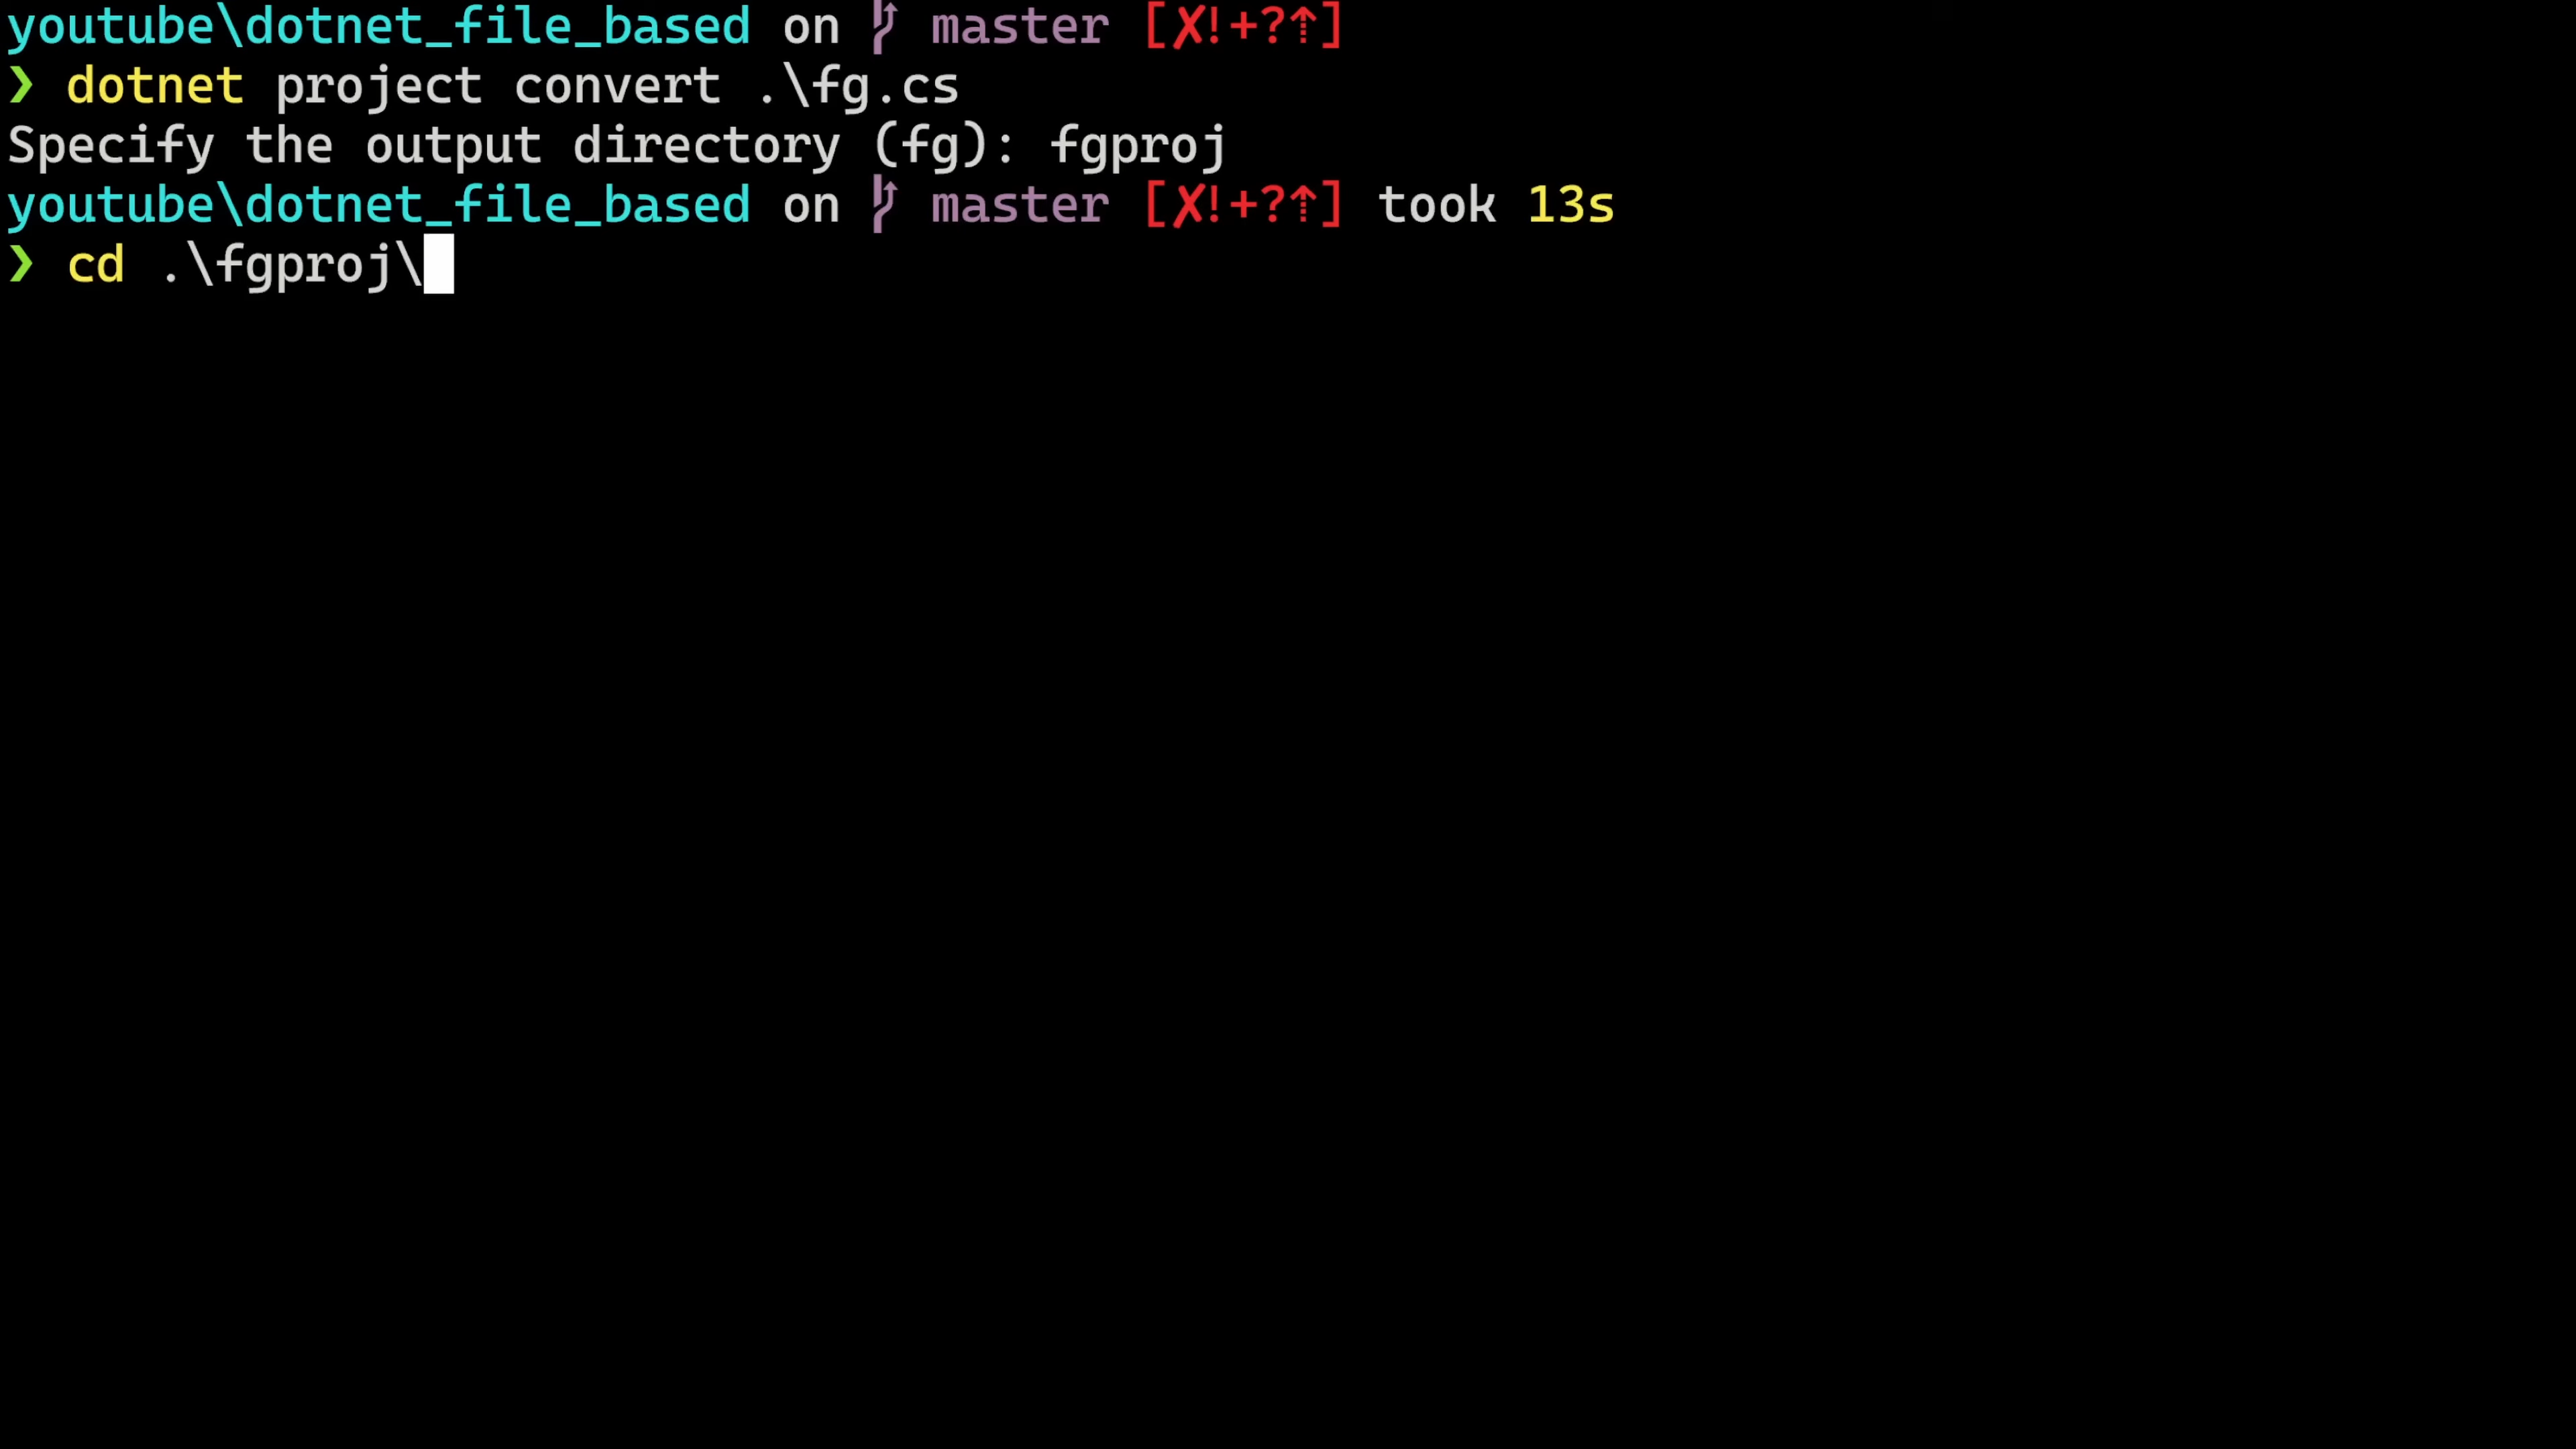 youtube\dotnet_file_based on master [✗!+?⇡]
❯ dotnet project convert .\fg.cs
Specify the output directory (fg): fgproj
youtube\dotnet_file_based on master [✗!+?⇡] took 13s
❯ cd .\fgproj\